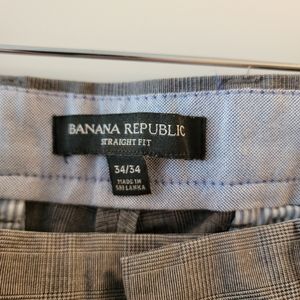 BANANA REPUBLIC
STRAIGHT FIT
34/34
MADE IN
SRI LANKA